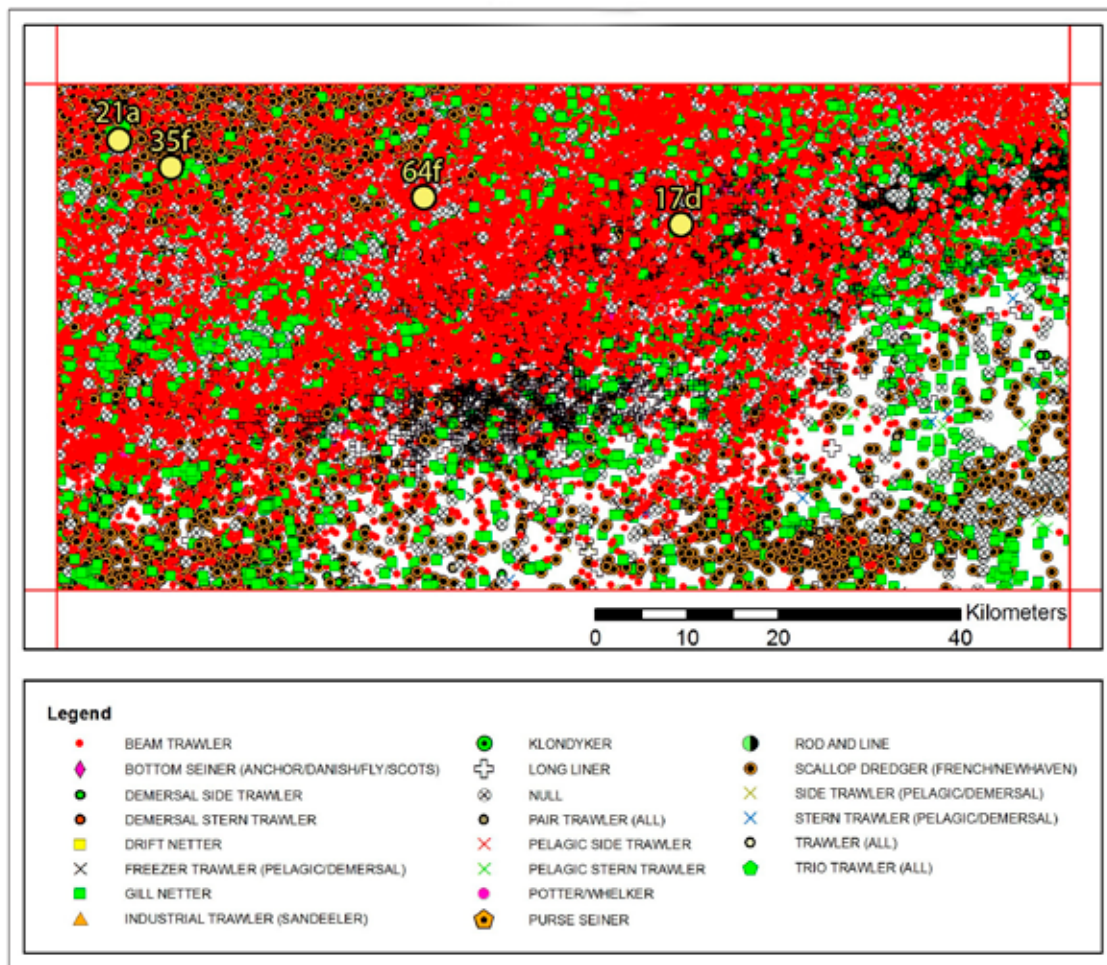 21a
35f
64f
17d
Kilometers
0 10 20 40
Legend
BEAM TRAWLER
BOTTOM SEINER (ANCHOR/DANISH/FLY/SCOTS)
DEMERSAL SIDE TRAWLER
DEMERSAL STERN TRAWLER
DRIFT NETTER
FREEZER TRAWLER (PELAGIC/DEMERSAL)
GILL NETTER
INDUSTRIAL TRAWLER (SANDEELER)
KLONDYKER
LONG LINER
NULL
PAIR TRAWLER (ALL)
PELAGIC SIDE TRAWLER
PELAGIC STERN TRAWLER
POTTER/WHELKER
PURSE SEINER
ROD AND LINE
SCALLOP DREDGER (FRENCH/NEWHAVEN)
SIDE TRAWLER (PELAGIC/DEMERSAL)
STERN TRAWLER (PELAGIC/DEMERSAL)
TRAWLER (ALL)
TRIO TRAWLER (ALL)